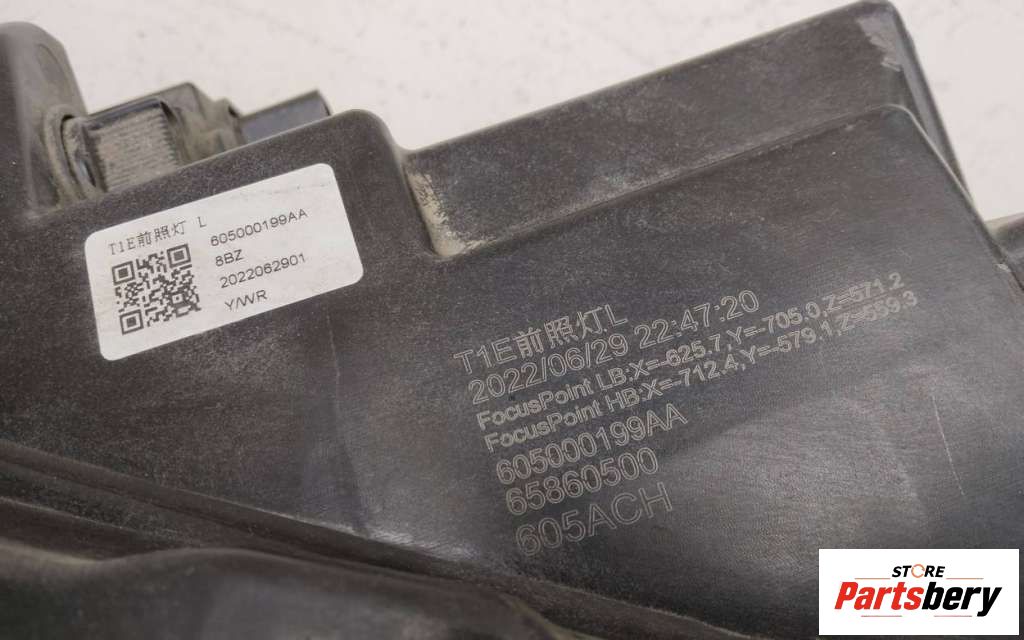 T1E前照灯 L
605000199AA
8BZ
2022062901
Y/WR
T1E前照灯L
2022/06/29 22:47:20
FocusPoint LB:X=-625.7,Y=-705.0,Z=571.2
FocusPoint HB:X=-712.4,Y=-579.1,Z=559.3
605000199AA
65860500
605ACH
STORE
Partsbery